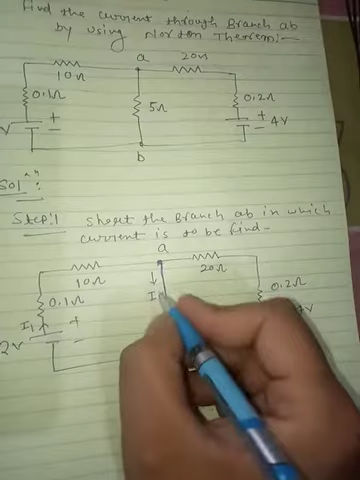 Find the current through Branch ab
by using Norton Theorem:-
a
20Ω
10Ω
0.1Ω
5Ω
0.2Ω
V
+
-
+
-
4V
b
Sol^n:
Step:1 Short the Branch ab in which
current is to be find-
a
10Ω
20Ω
0.1Ω
I
0.2Ω
I1
+
-
2V
4V